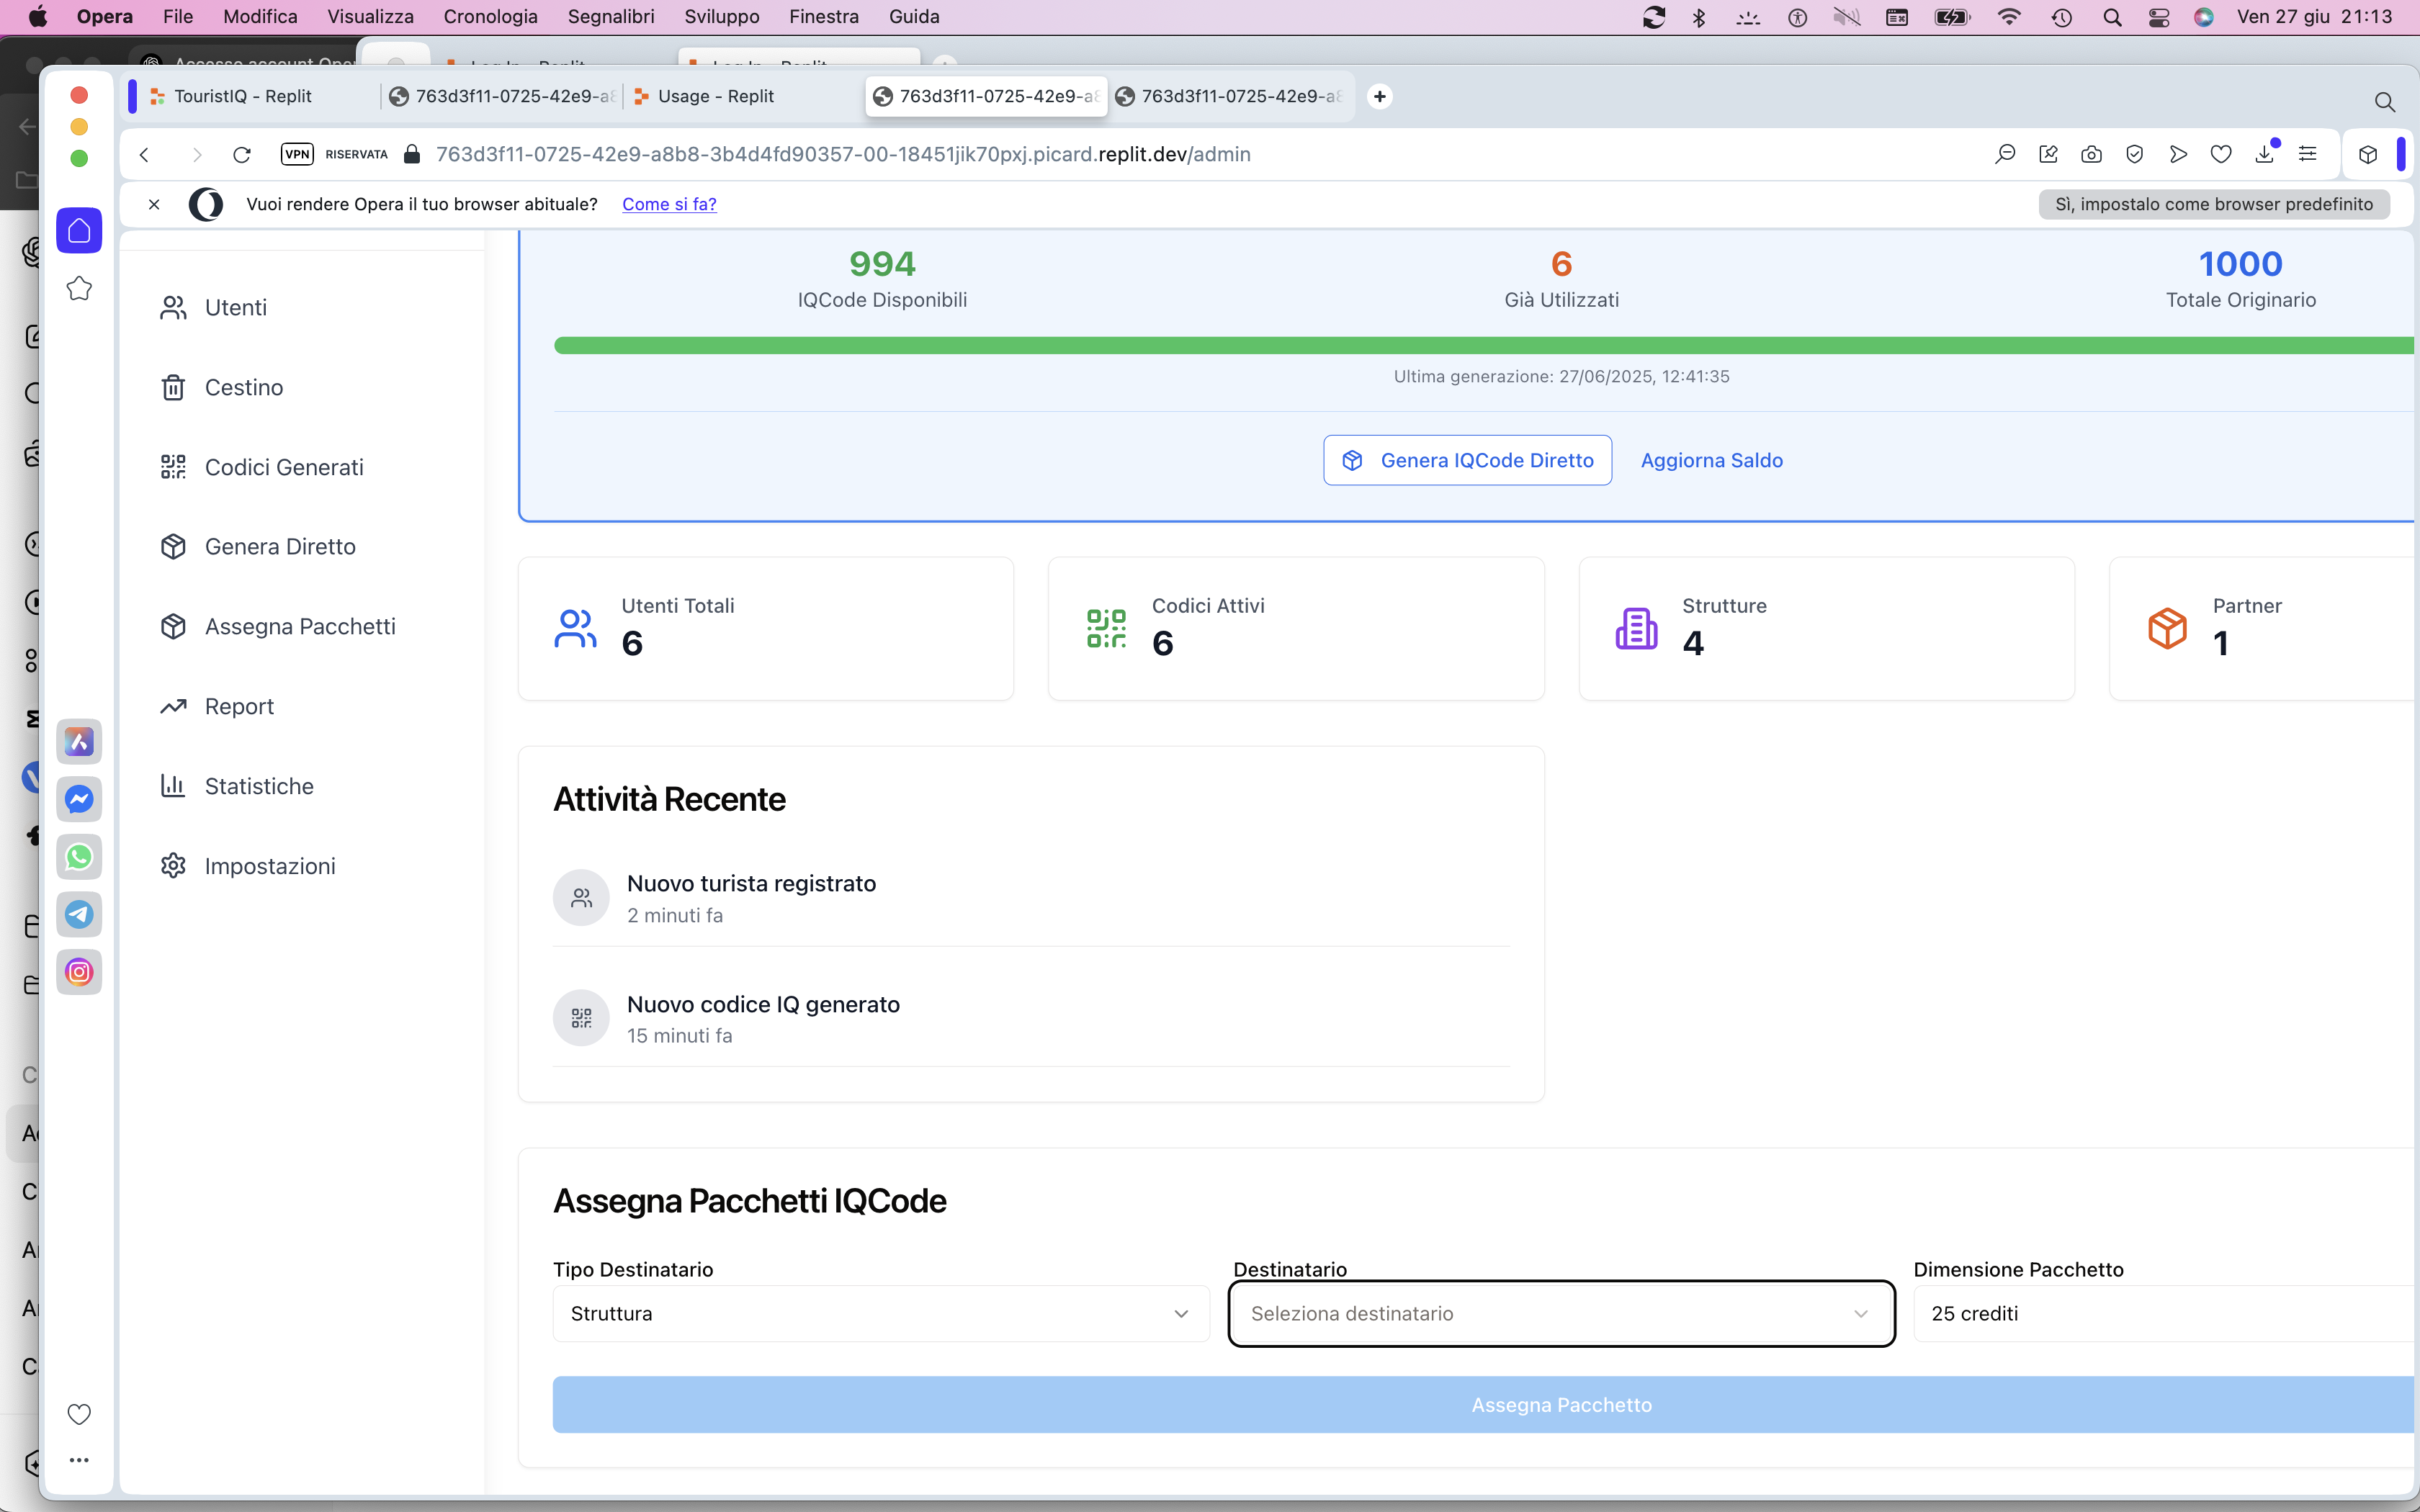 Opera File Modifica Visualizza Cronologia Segnalibri Sviluppo Finestra Guida Ven 27 giu 21:13
TouristIQ - Replit 763d3f11-0725-42e9-a8 Usage - Replit 763d3f11-0725-42e9-a8 763d3f11-0725-42e9-a8
VPN RISERVATA 763d3f11-0725-42e9-a8b8-3b4d4fd90357-00-18451jik70pxj.picard.replit.dev/admin
Vuoi rendere Opera il tuo browser abituale? Come si fa? Sì, impostalo come browser predefinito
Utenti
Cestino
Codici Generati
Genera Diretto
Assegna Pacchetti
Report
Statistiche
Impostazioni
994 6 1000
IQCode Disponibili Già Utilizzati Totale Originario
Ultima generazione: 27/06/2025, 12:41:35
Genera IQCode Diretto Aggiorna Saldo
Utenti Totali Codici Attivi Strutture Partner
6 6 4 1
Attività Recente
Nuovo turista registrato
2 minuti fa
Nuovo codice IQ generato
15 minuti fa
Assegna Pacchetti IQCode
Tipo Destinatario Destinatario Dimensione Pacchetto
Struttura Seleziona destinatario 25 crediti
Assegna Pacchetto